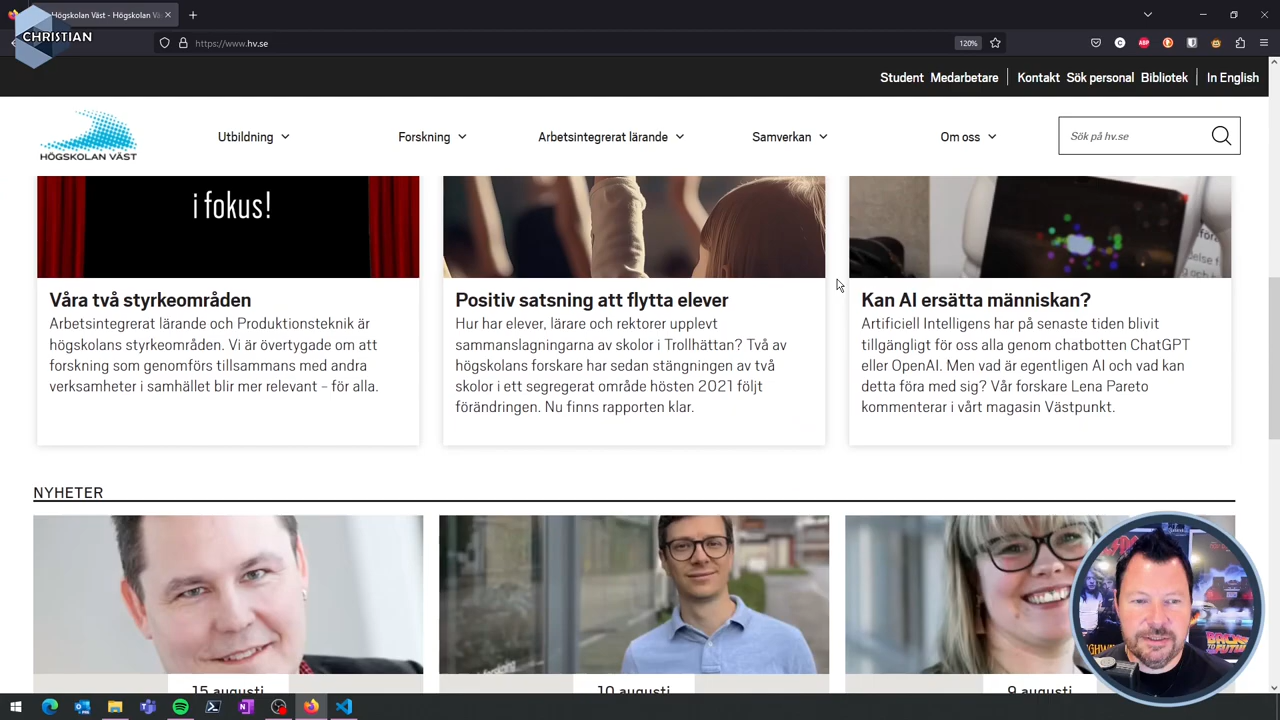 Högskolan Väst - Högskolan Vä
CHRISTIAN
https://www.hv.se
120%
Student Medarbetare Kontakt Sök personal Bibliotek In English
HÖGSKOLAN VÄST
Utbildning Forskning Arbetsintegrerat lärande Samverkan Om oss
Sök på hv.se
i fokus!
Våra två styrkeområden
Arbetsintegrerat lärande och Produktionsteknik är
högskolans styrkeområden. Vi är övertygade om att
forskning som genomförs tillsammans med andra
verksamheter i samhället blir mer relevant - för alla.
Positiv satsning att flytta elever
Hur har elever, lärare och rektorer upplevt
sammanslagningarna av skolor i Trollhättan? Två av
högskolans forskare har sedan stängningen av två
skolor i ett segregerat område hösten 2021 följt
förändringen. Nu finns rapporten klar.
Kan AI ersätta människan?
Artificiell Intelligens har på senaste tiden blivit
tillgängligt för oss alla genom chatbotten ChatGPT
eller OpenAI. Men vad är egentligen AI och vad kan
detta föra med sig? Vår forskare Lena Pareto
kommenterar i vårt magasin Västpunkt.
NYHETER
15 augusti
10 augusti
9 augusti